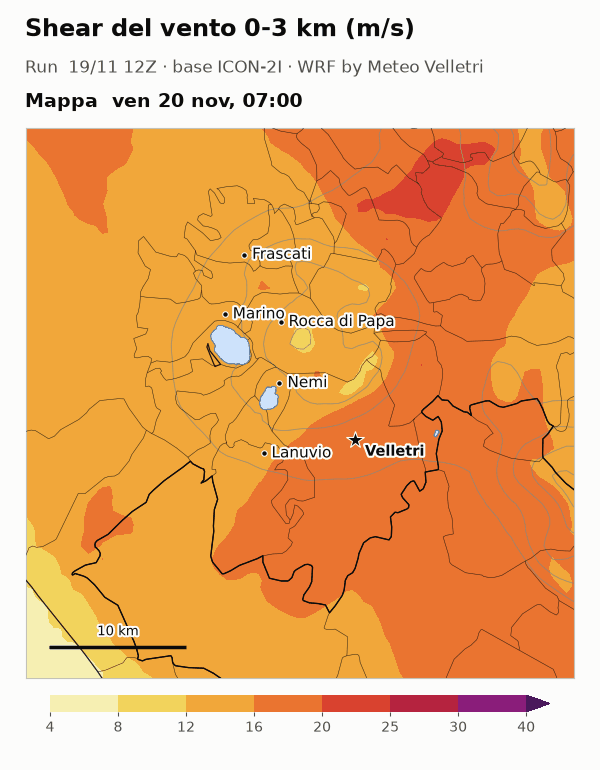 Shear del vento 0-3 km (m/s)
Run  19/11 12Z · base ICON-2I · WRF by Meteo Velletri
Mappa  ven 20 nov, 07:00
Frascati
Marino
Rocca di Papa
Nemi
Velletri
Lanuvio
10 km
4 8 12 16 20 25 30 40